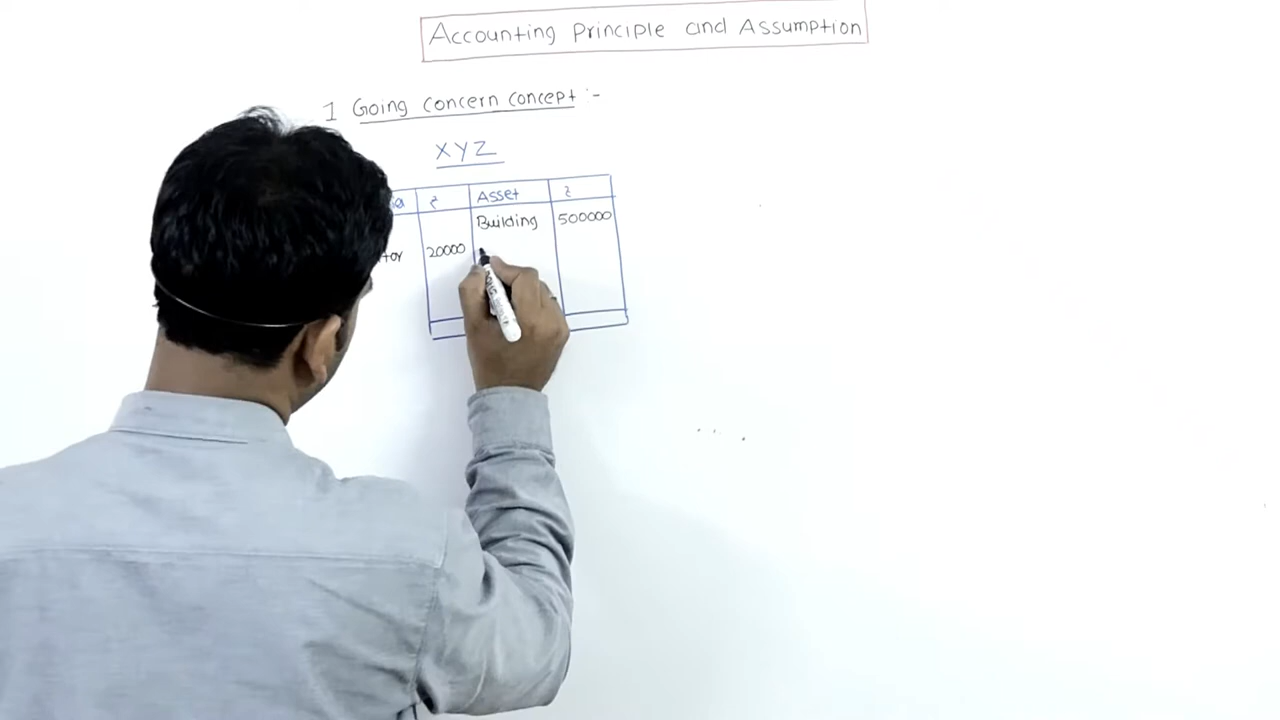 Accounting Principle and Assumption
1 Going concern concept :-
XYZ
₹ Asset ₹
Building 500000
20000